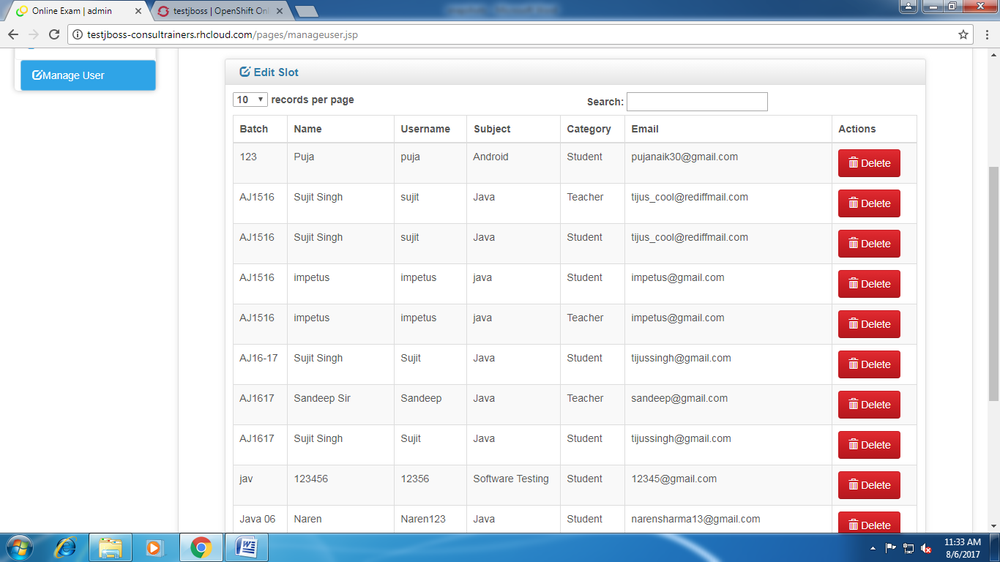 Online Exam | admin
testjboss | OpenShift Onl
testjboss-consultrainers.rhcloud.com/pages/manageuser.jsp
Manage User
Edit Slot
10 records per page
Search:
Batch Name Username Subject Category Email Actions
123 Puja puja Android Student pujanaik30@gmail.com Delete
AJ1516 Sujit Singh sujit Java Teacher tijus_cool@rediffmail.com Delete
AJ1516 Sujit Singh sujit Java Student tijus_cool@rediffmail.com Delete
AJ1516 impetus impetus java Student impetus@gmail.com Delete
AJ1516 impetus impetus java Teacher impetus@gmail.com Delete
AJ16-17 Sujit Singh Sujit Java Student tijussingh@gmail.com Delete
AJ1617 Sandeep Sir Sandeep Java Teacher sandeep@gmail.com Delete
AJ1617 Sujit Singh Sujit Java Student tijussingh@gmail.com Delete
jav 123456 12356 Software Testing Student 12345@gmail.com Delete
Java 06 Naren Naren123 Java Student narensharma13@gmail.com Delete
11:33 AM
8/6/2017